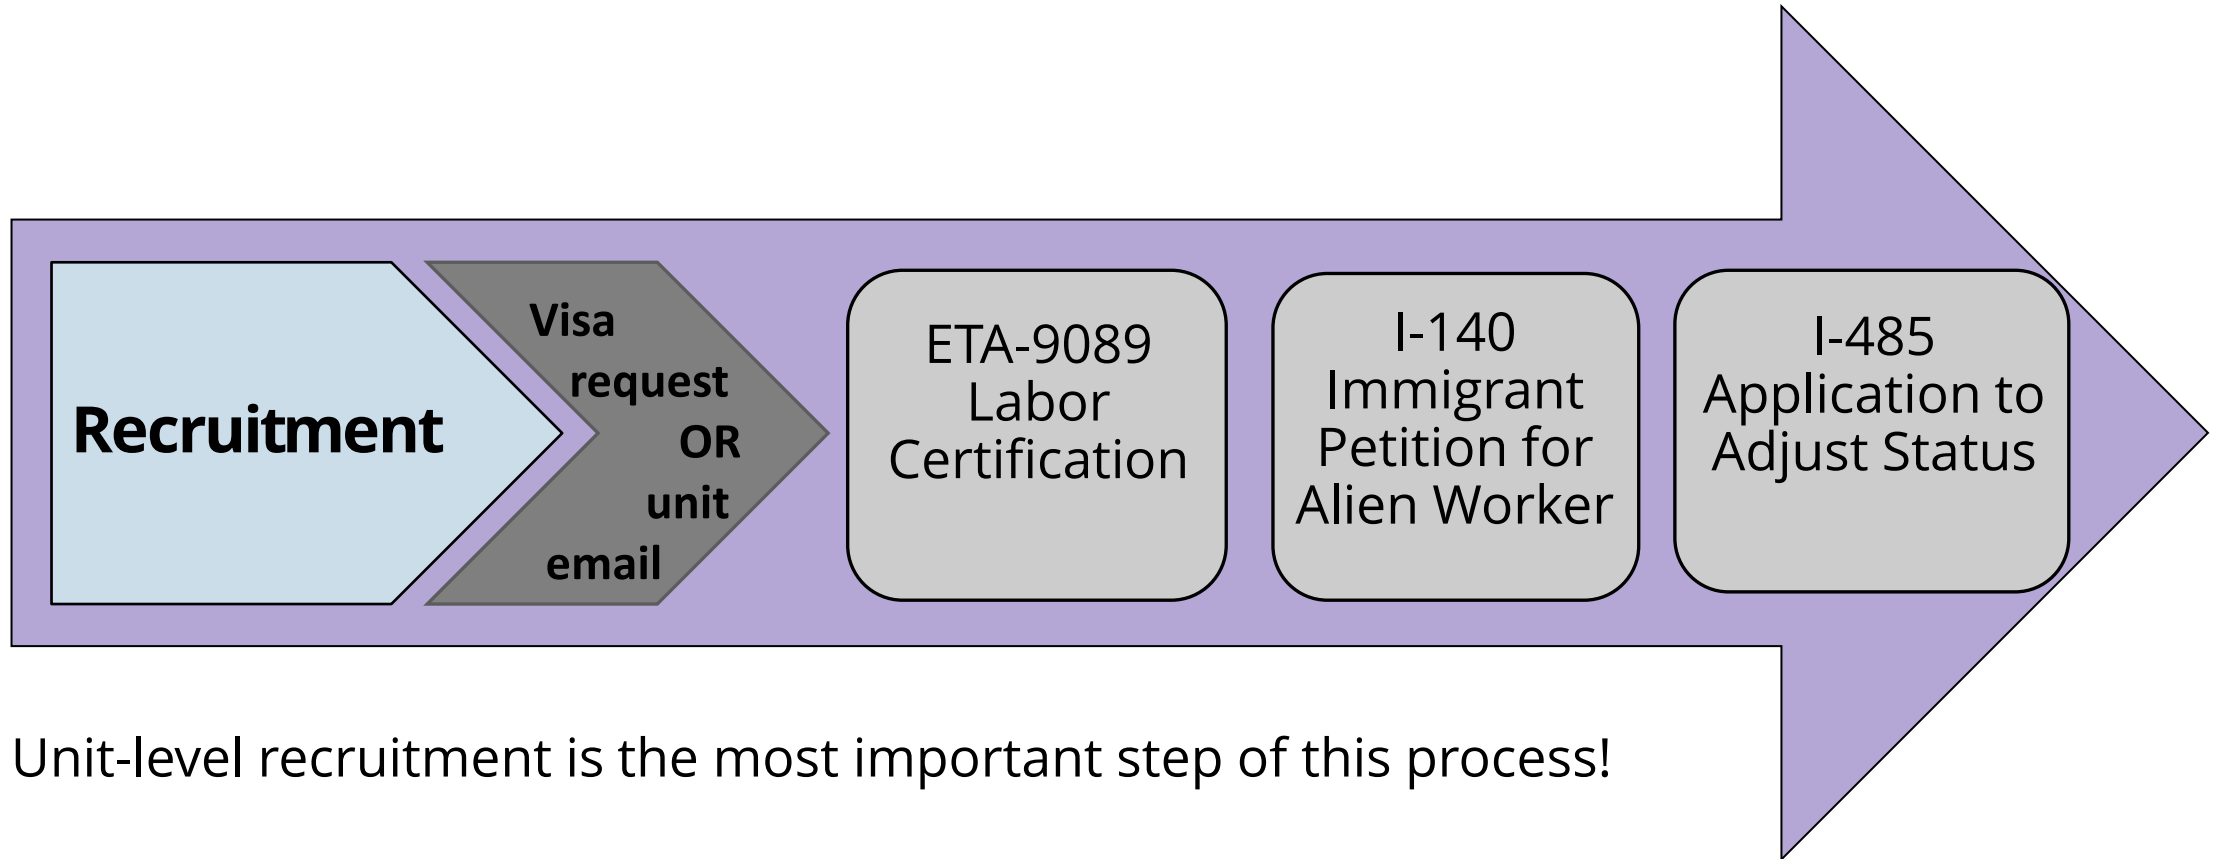 Recruitment
Visa
request
OR
unit
email
ETA-9089
Labor
Certification
I-140
Immigrant
Petition for
Alien Worker
I-485
Application to
Adjust Status
Unit-level recruitment is the most important step of this process!